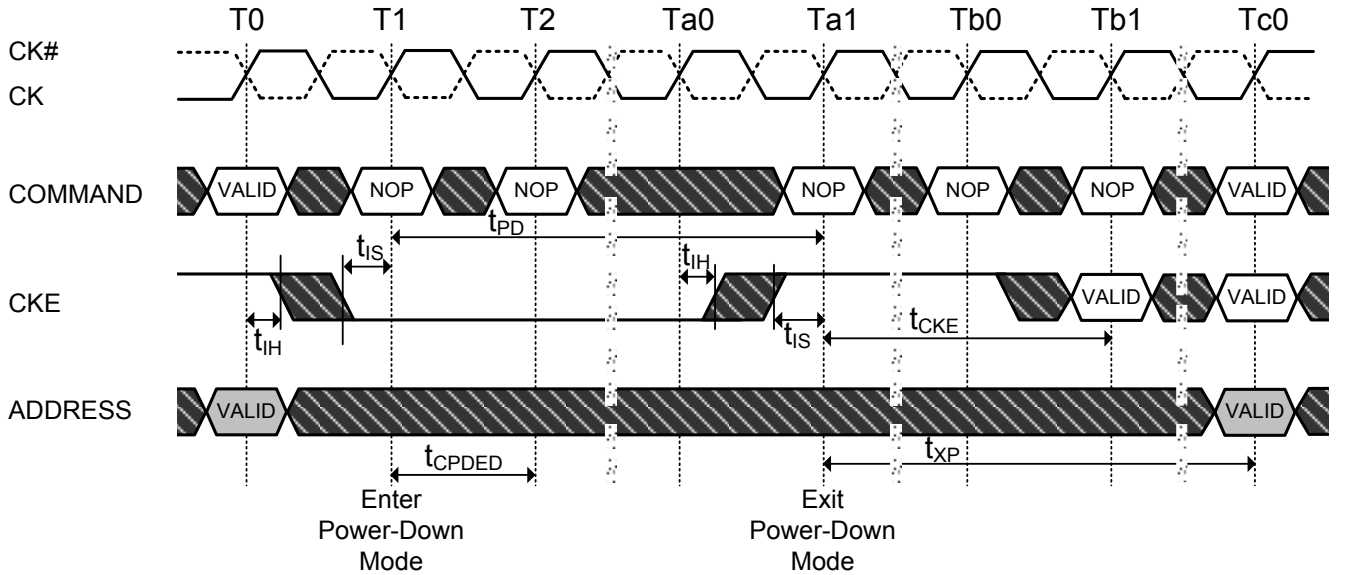 T0 T1 T2 Ta0 Ta1 Tb0 Tb1 Tc0
CK#
CK
COMMAND VALID NOP NOP NOP NOP NOP VALID
tPD
tIS tIH
CKE VALID VALID
tIH tIS tCKE
ADDRESS VALID VALID
tCPDED tXP
Enter
Power-Down
Mode
Exit
Power-Down
Mode